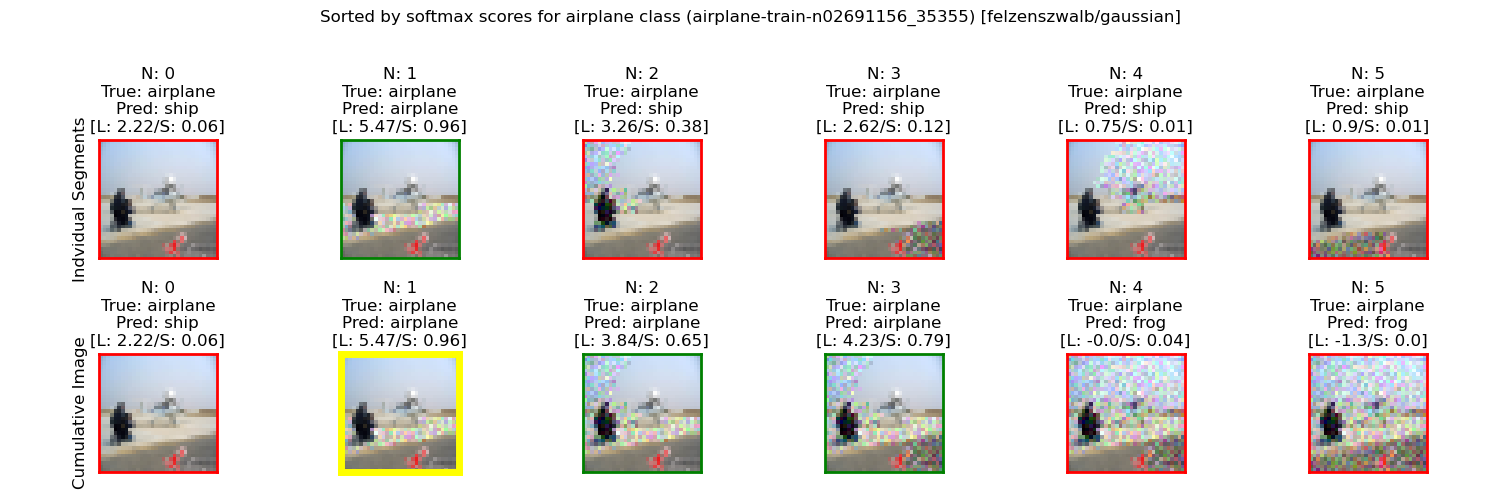 Sorted by softmax scores for airplane class (airplane-train-n02691156_35355) [felzenszwalb/gaussian]
Indvidual Segments
N: 0
True: airplane
Pred: ship
[L: 2.22/S: 0.06]
N: 1
True: airplane
Pred: airplane
[L: 5.47/S: 0.96]
N: 2
True: airplane
Pred: ship
[L: 3.26/S: 0.38]
N: 3
True: airplane
Pred: ship
[L: 2.62/S: 0.12]
N: 4
True: airplane
Pred: ship
[L: 0.75/S: 0.01]
N: 5
True: airplane
Pred: ship
[L: 0.9/S: 0.01]
Cumulative Image
N: 0
True: airplane
Pred: ship
[L: 2.22/S: 0.06]
N: 1
True: airplane
Pred: airplane
[L: 5.47/S: 0.96]
N: 2
True: airplane
Pred: airplane
[L: 3.84/S: 0.65]
N: 3
True: airplane
Pred: airplane
[L: 4.23/S: 0.79]
N: 4
True: airplane
Pred: frog
[L: -0.0/S: 0.04]
N: 5
True: airplane
Pred: frog
[L: -1.3/S: 0.0]